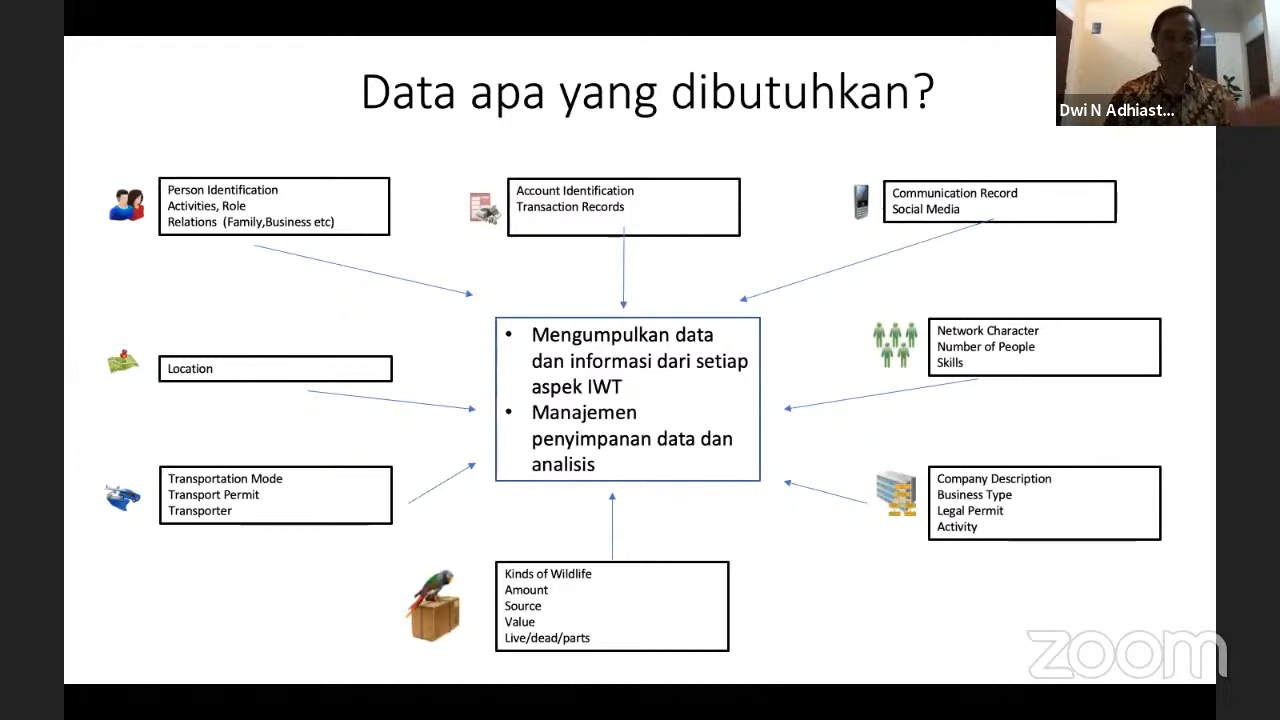 Data apa yang dibutuhkan?
Dwi N Adhiast...
Person Identification
Activities, Role
Relations (Family,Business etc)
Account Identification
Transaction Records
Communication Record
Social Media
Location
• Mengumpulkan data
dan informasi dari setiap
aspek IWT
• Manajemen
penyimpanan data dan
analisis
Network Character
Number of People
Skills
Transportation Mode
Transport Permit
Transporter
Company Description
Business Type
Legal Permit
Activity
Kinds of Wildlife
Amount
Source
Value
Live/dead/parts
zoom